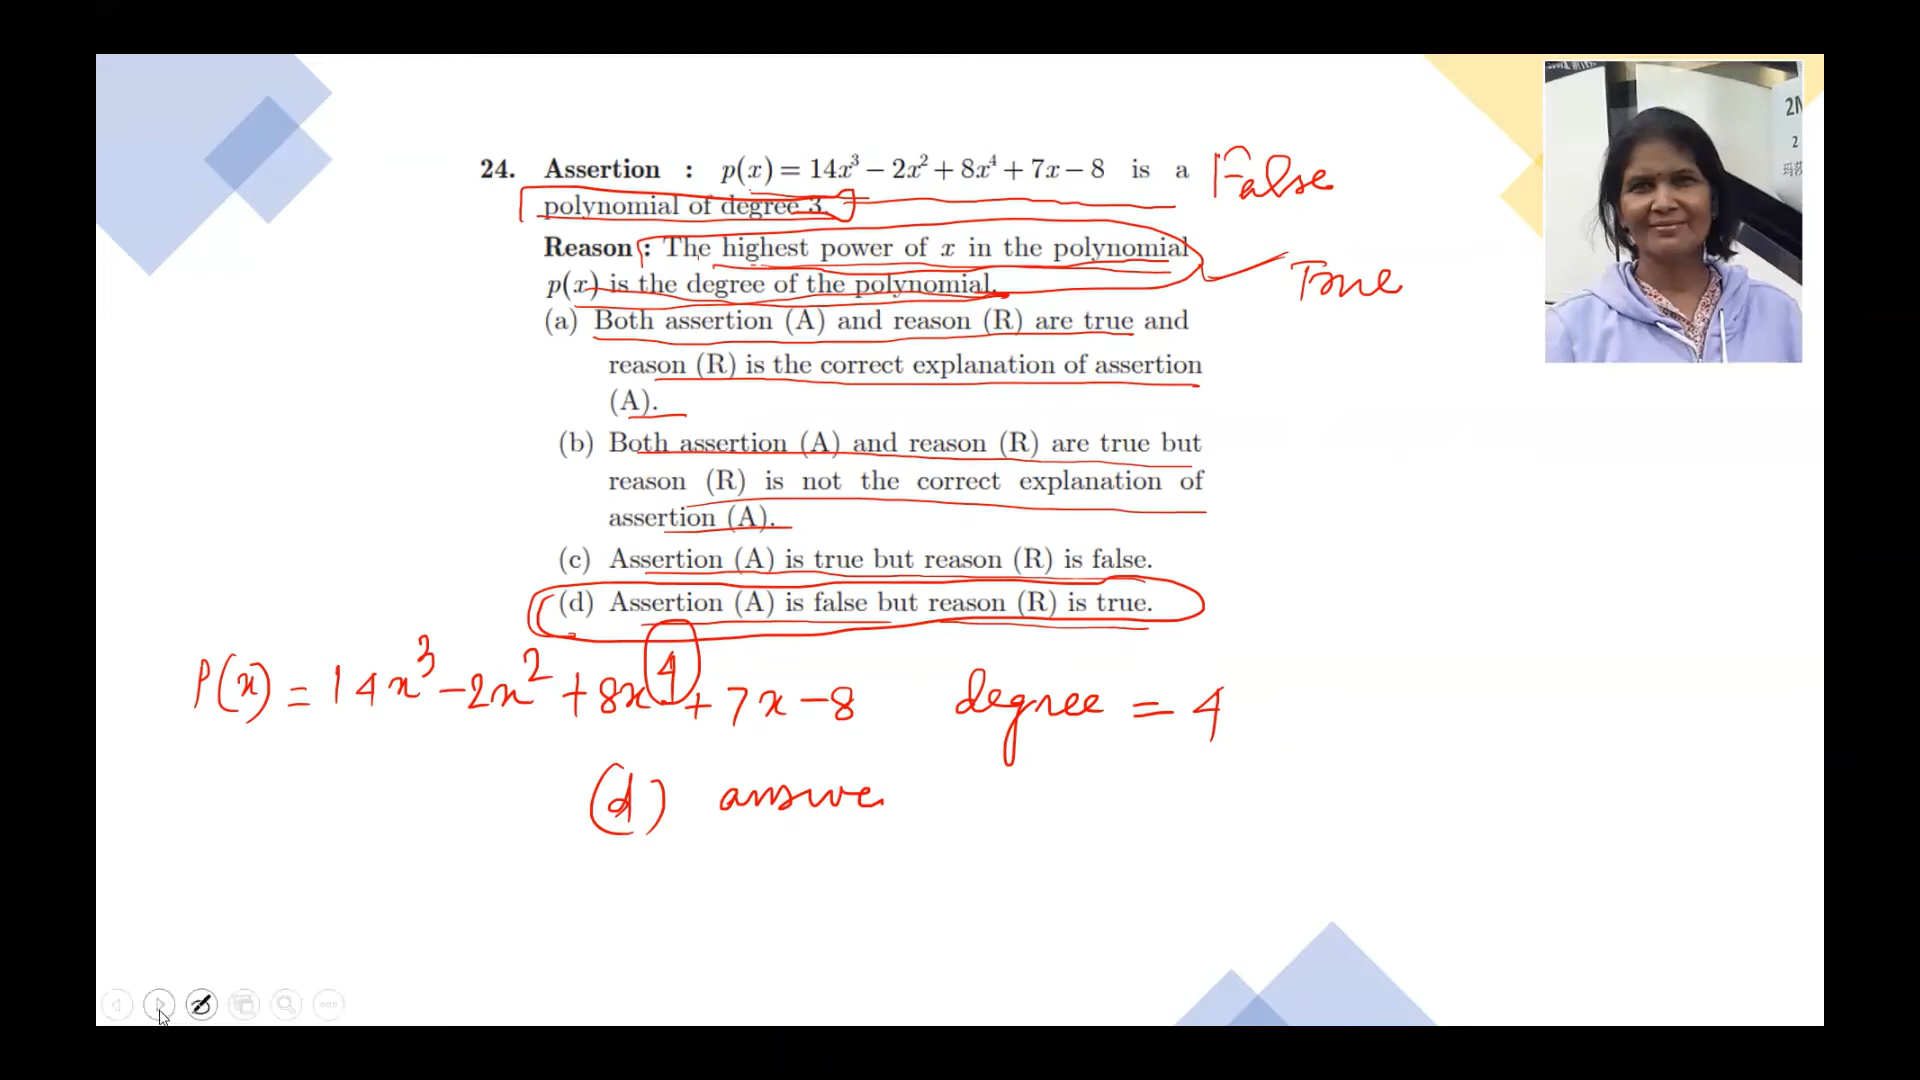 24. Assertion : p(x) = 14x³ − 2x² + 8x⁴ + 7x − 8 is a
polynomial of degree 3.
False
Reason : The highest power of x in the polynomial
p(x) is the degree of the polynomial.
True
(a) Both assertion (A) and reason (R) are true and
reason (R) is the correct explanation of assertion
(A).
(b) Both assertion (A) and reason (R) are true but
reason (R) is not the correct explanation of
assertion (A).
(c) Assertion (A) is true but reason (R) is false.
(d) Assertion (A) is false but reason (R) is true.
P(x) = 14x³ − 2x² + 8x⁴ + 7x − 8 degree = 4
(d) answer
2